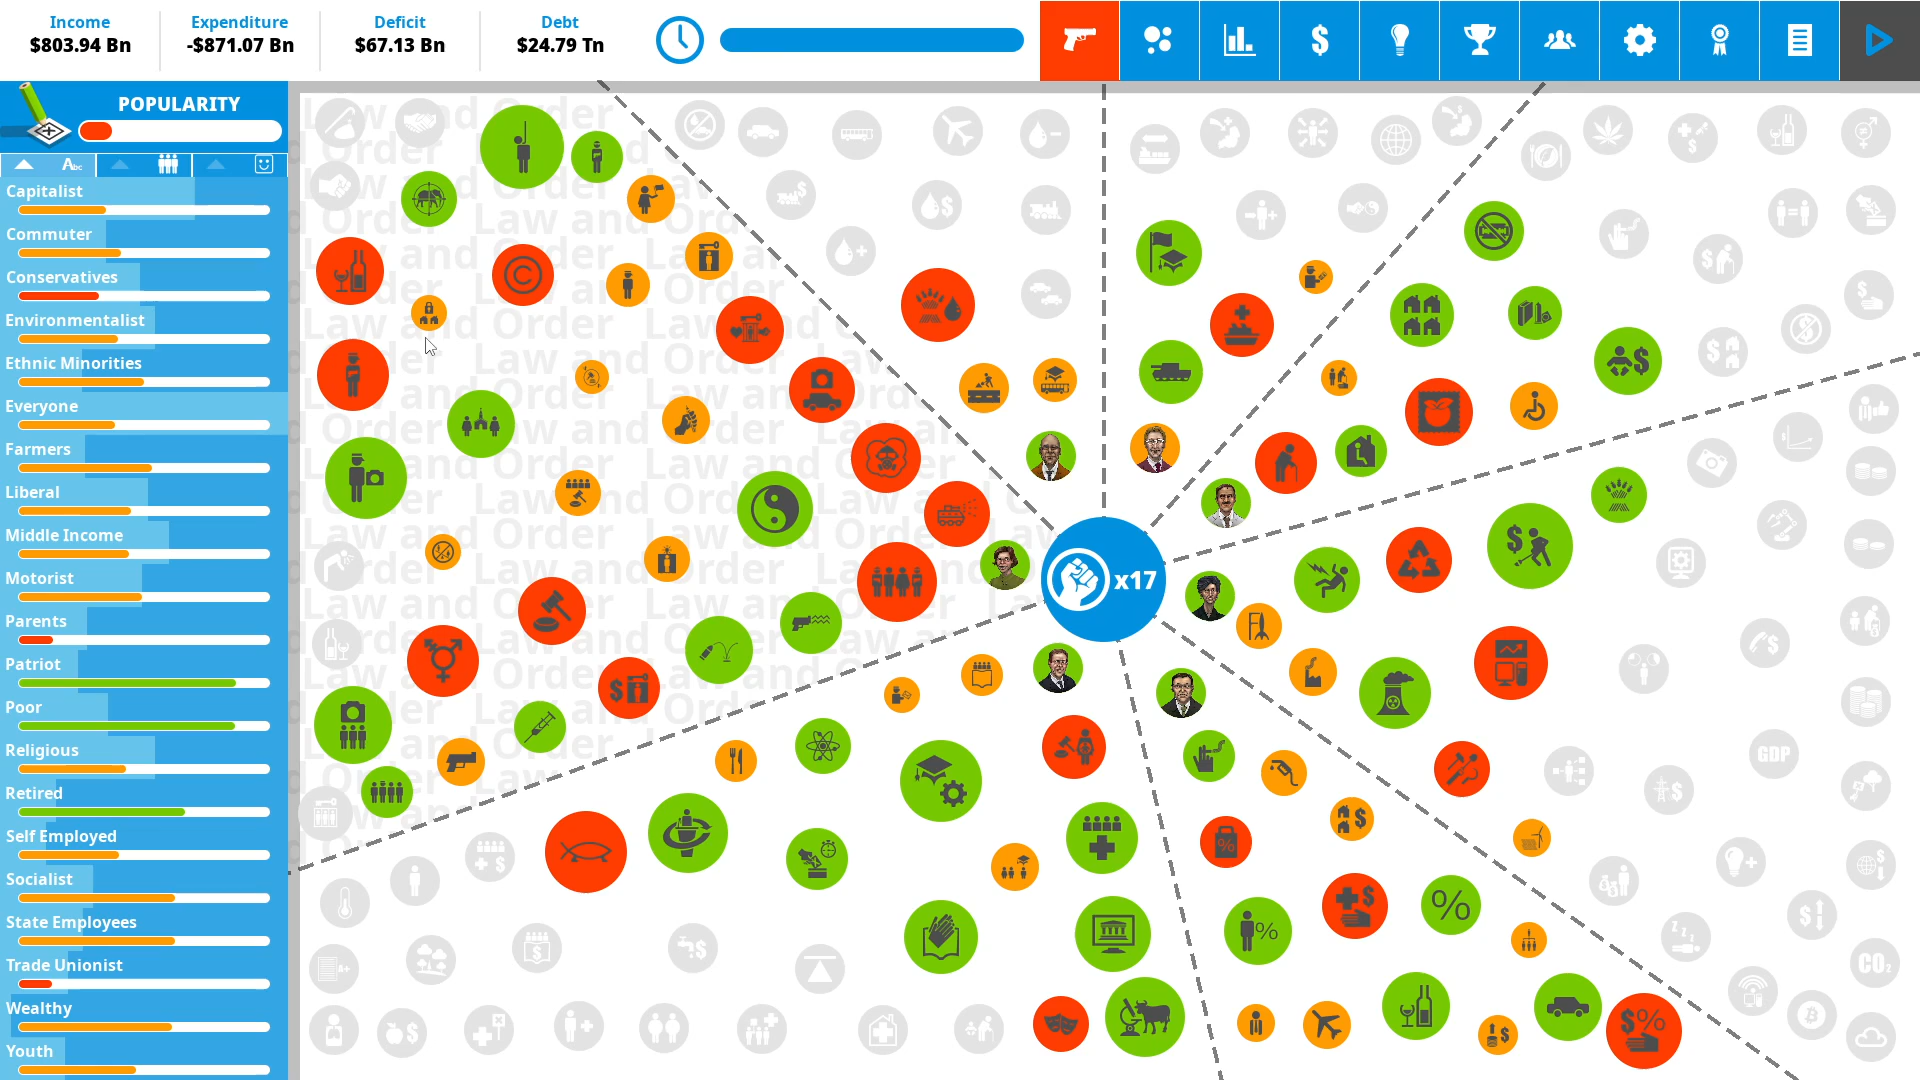 Income
$803.94 Bn
Expenditure
-$871.07 Bn
Deficit
$67.13 Bn
Debt
$24.79 Tn
POPULARITY
Abc
Capitalist
Commuter
Conservatives
Environmentalist
Ethnic Minorities
Everyone
Farmers
Liberal
Middle Income
Motorist
Parents
Patriot
Poor
Religious
Retired
Self Employed
Socialist
State Employees
Trade Unionist
Wealthy
Youth
Law and Order
x17
GDP
CO₂